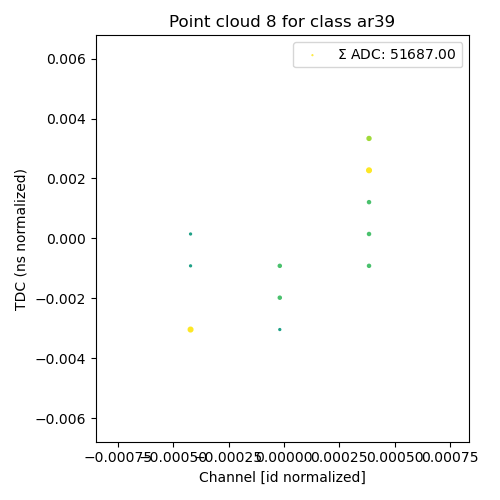 Point cloud 8 for class ar39
Σ ADC: 51687.00
0.006
0.004
0.002
0.000
−0.002
−0.004
−0.006
TDC (ns normalized)
−0.00075 −0.00050 −0.00025 0.00000 0.00025 0.00050 0.00075
Channel [id normalized]